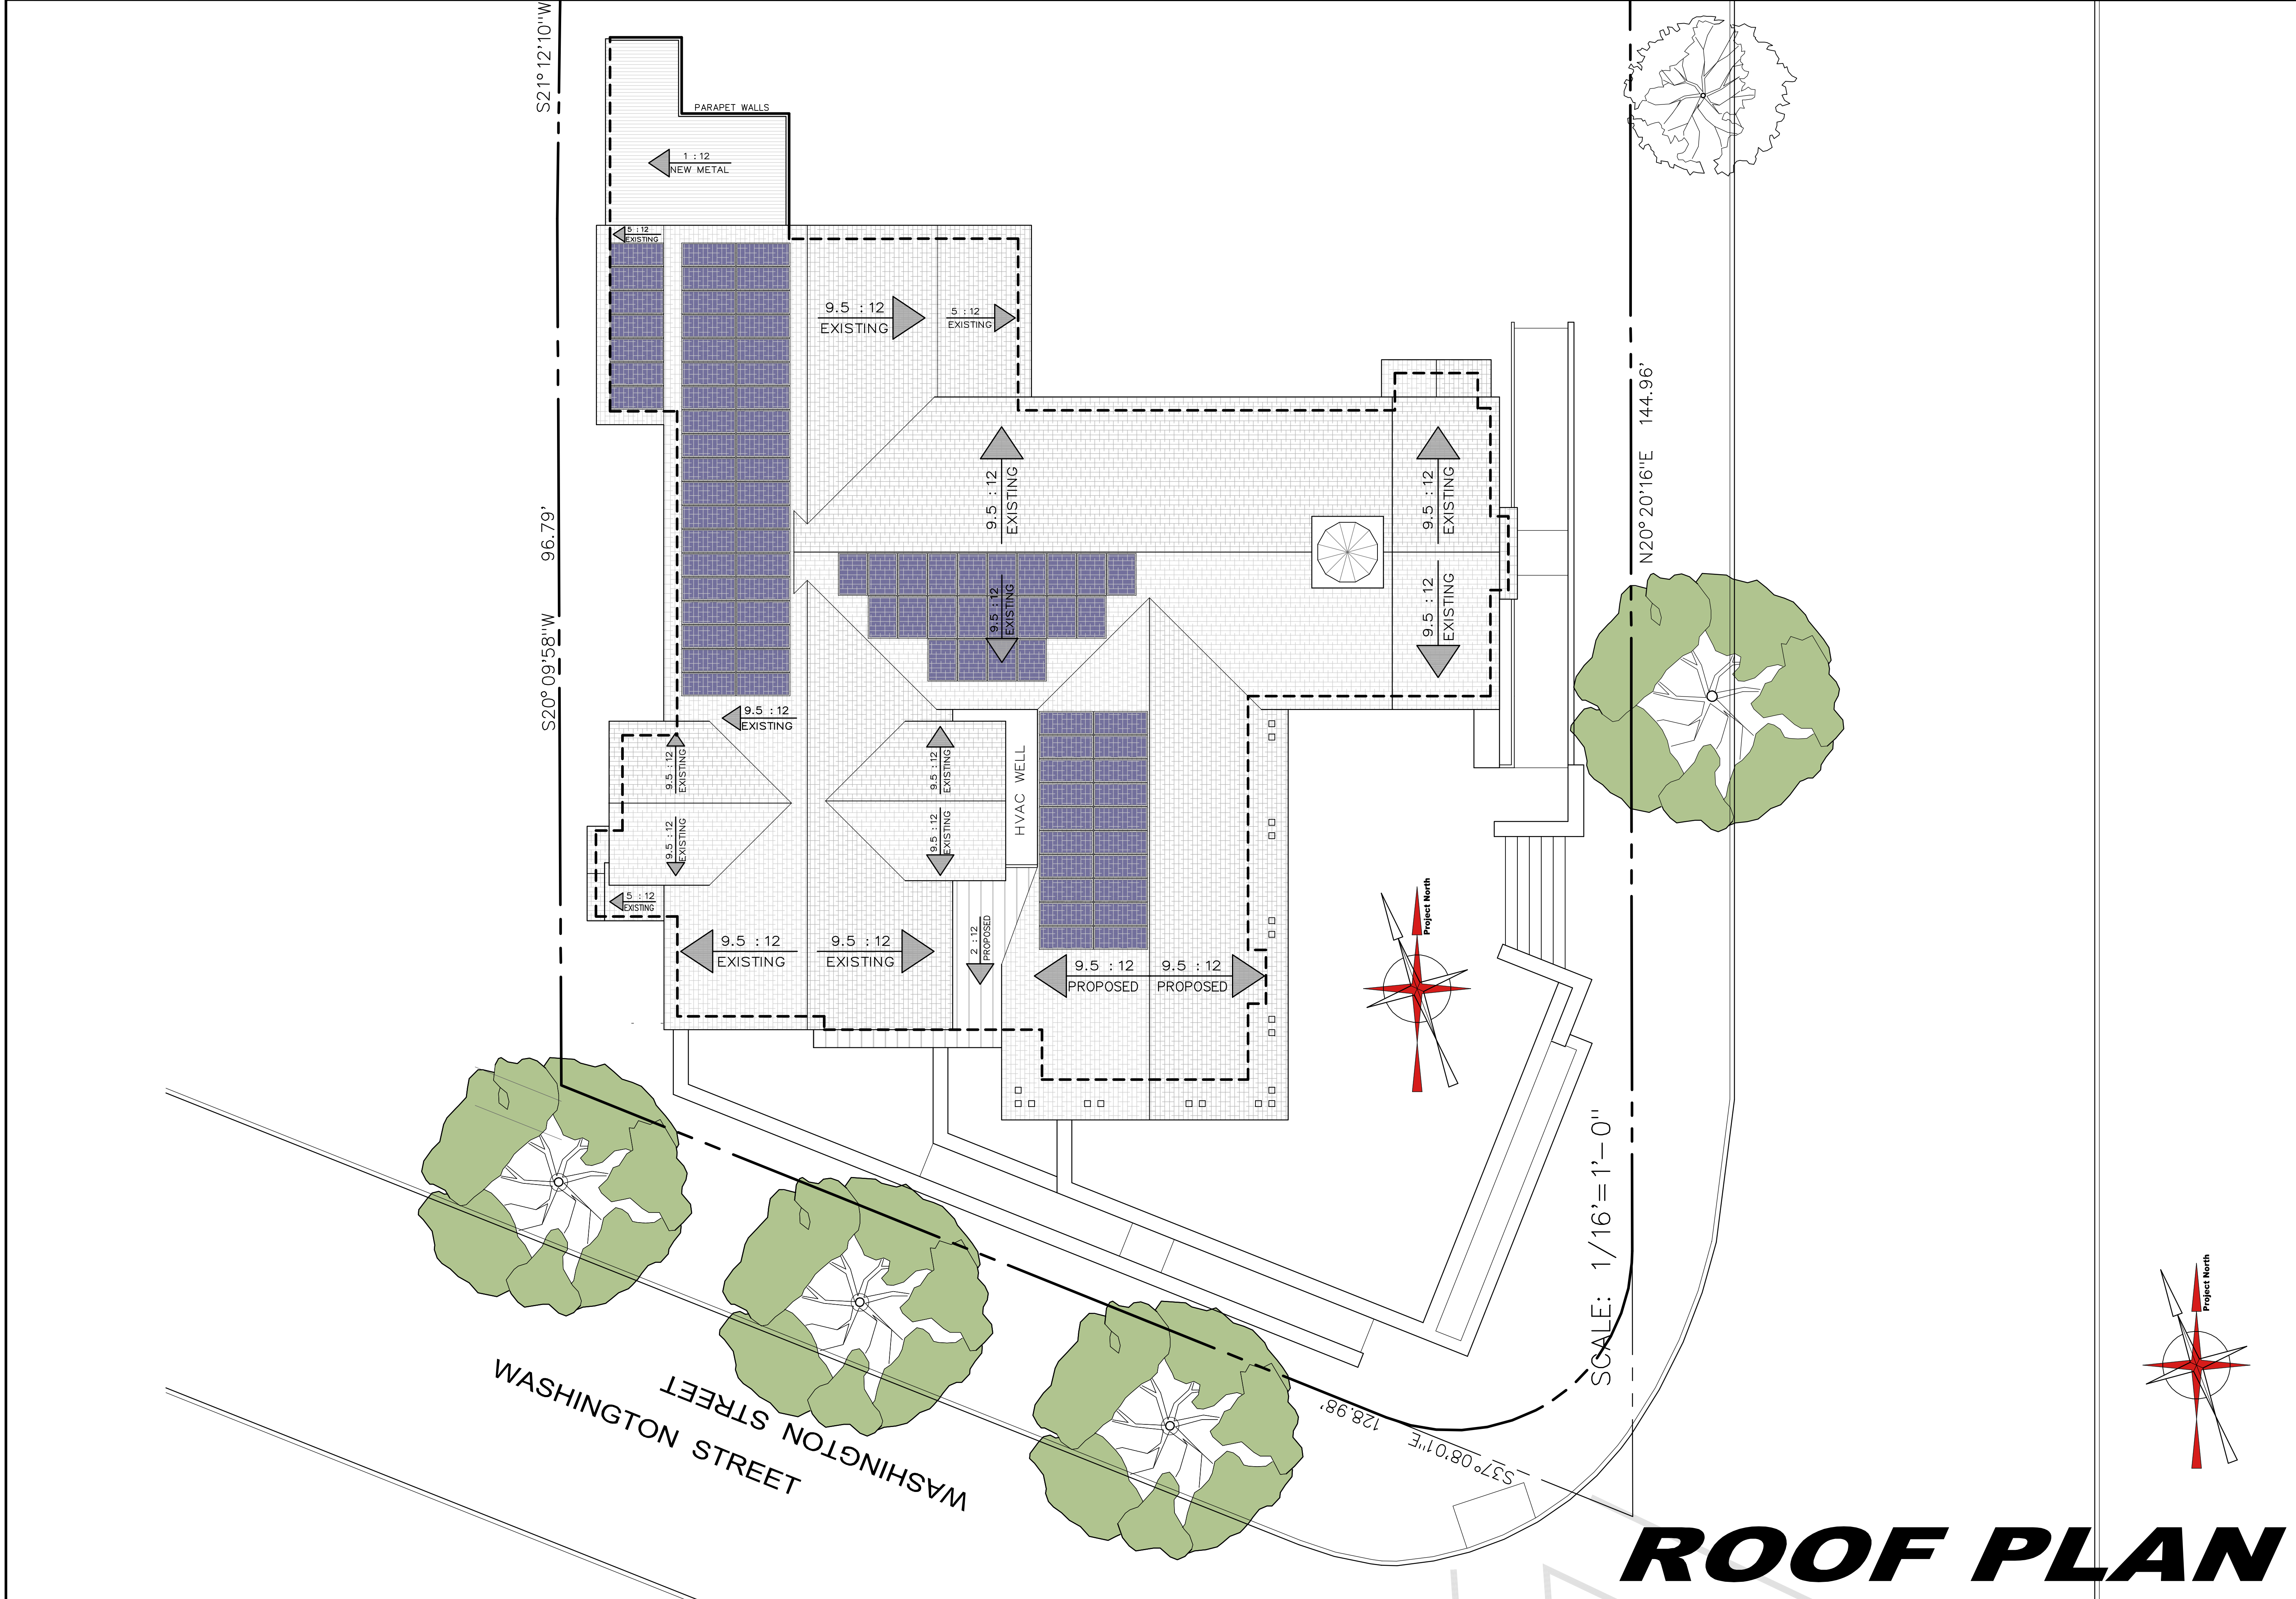 S21°12'10"W
PARAPET WALLS
1 : 12
NEW METAL
5 : 12
EXISTING
9.5 : 12
EXISTING
5 : 12
EXISTING
N20°20'16"E 144.96'
9.5 : 12
EXISTING
9.5 : 12
EXISTING
S20°09'58"W 96.79'
9.5 : 12
EXISTING
9.5 : 12
EXISTING
9.5 : 12
EXISTING
9.5 : 12
EXISTING
9.5 : 12
EXISTING
HVAC WELL
9.5 : 12
EXISTING
9.5 : 12
EXISTING
5 : 12
EXISTING
Project North
9.5 : 12
EXISTING
9.5 : 12
EXISTING
2 : 12
PROPOSED
9.5 : 12
PROPOSED
9.5 : 12
PROPOSED
SCALE: 1/16'=1'-0"
Project North
WASHINGTON STREET
WASHINGTON STREET
S37°08'01"E 128.98'
ROOF PLAN